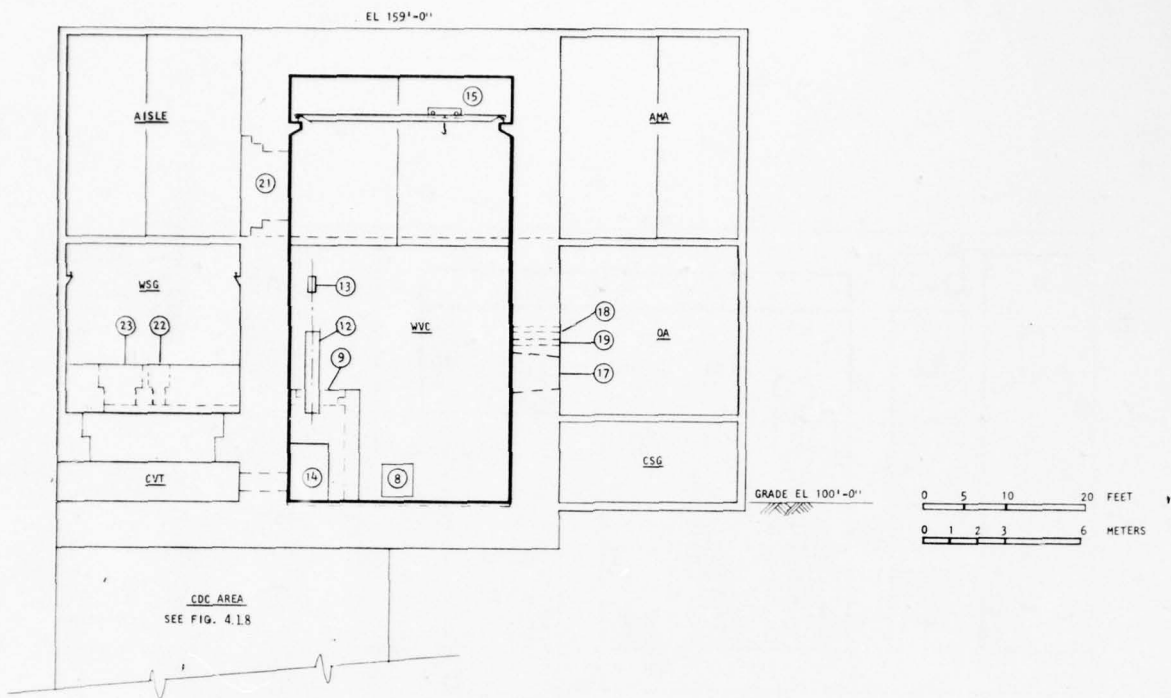 EL 159'-0"
15
AISLE
AMA
21
13
WSG
18
12
WVC
OA
23
22
19
9
17
CSG
CVT
14
8
GRADE EL 100'-0"
0 5 10 20 FEET
0 1 2 3 6 METERS
CDC AREA
SEE FIG. 4.1.8